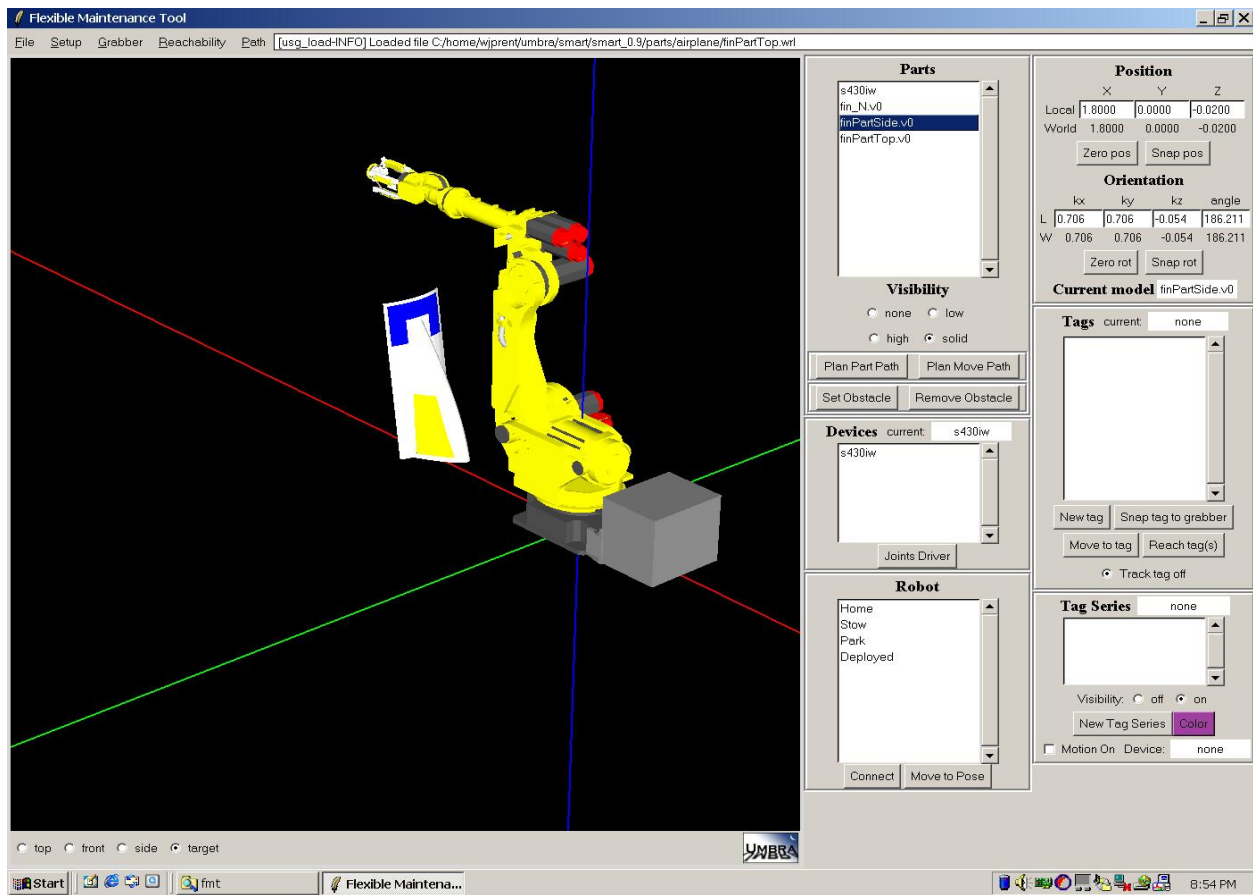 Flexible Maintenance Tool
File Setup Grabber Reachability Path [usg_load-INFO] Loaded file C:/home/wjprent/umbra/smart/smart_0.9/parts/airplane/finPartTop.wrl
Parts
s430iw
fin_N.v0
finPartSide.v0
finPartTop.v0
Visibility
none low
high solid
Plan Part Path Plan Move Path
Set Obstacle Remove Obstacle
Devices current: s430iw
s430iw
Joints Driver
Robot
Home
Stow
Park
Deployed
Connect Move to Pose
Position
X Y Z
Local 1.8000 0.0000 -0.0200
World 1.8000 0.0000 -0.0200
Zero pos Snap pos
Orientation
kx ky kz angle
L 0.706 0.706 -0.054 186.211
W 0.706 0.706 -0.054 186.211
Zero rot Snap rot
Current model finPartSide.v0
Tags current: none
New tag Snap tag to grabber
Move to tag Reach tag(s)
Track tag off
Tag Series none
Visibility: off on
New Tag Series Color
Motion On Device: none
top front side target
UMBRA
Start fmt Flexible Maintena... 8:54 PM